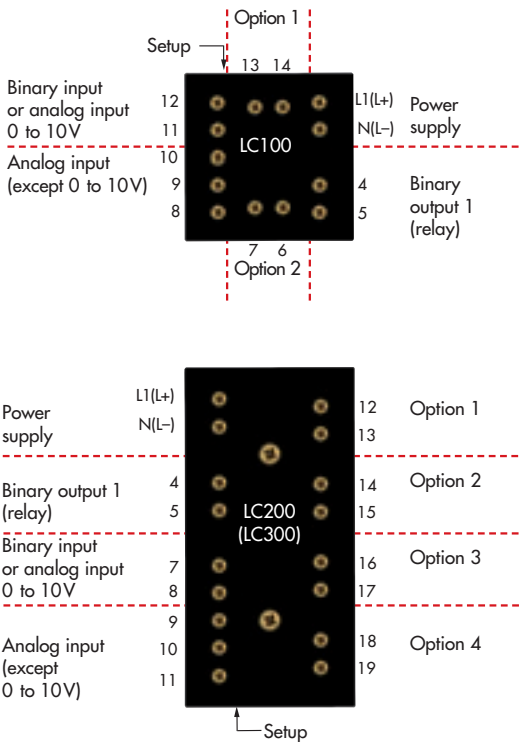 Option 1
Setup
13 14
Binary input
or analog input
0 to 10V
12
11
L1(L+)
N(L–)
Power
supply
LC100
Analog input
(except 0 to 10V)
10
9
8
4
5
Binary
output 1
(relay)
7 6
Option 2
Power
supply
L1(L+)
N(L–)
12
13
Option 1
Binary output 1
(relay)
4
5
LC200
(LC300)
14
15
Option 2
Binary input
or analog input
0 to 10V
7
8
16
17
Option 3
Analog input
(except
0 to 10V)
9
10
11
18
19
Option 4
Setup